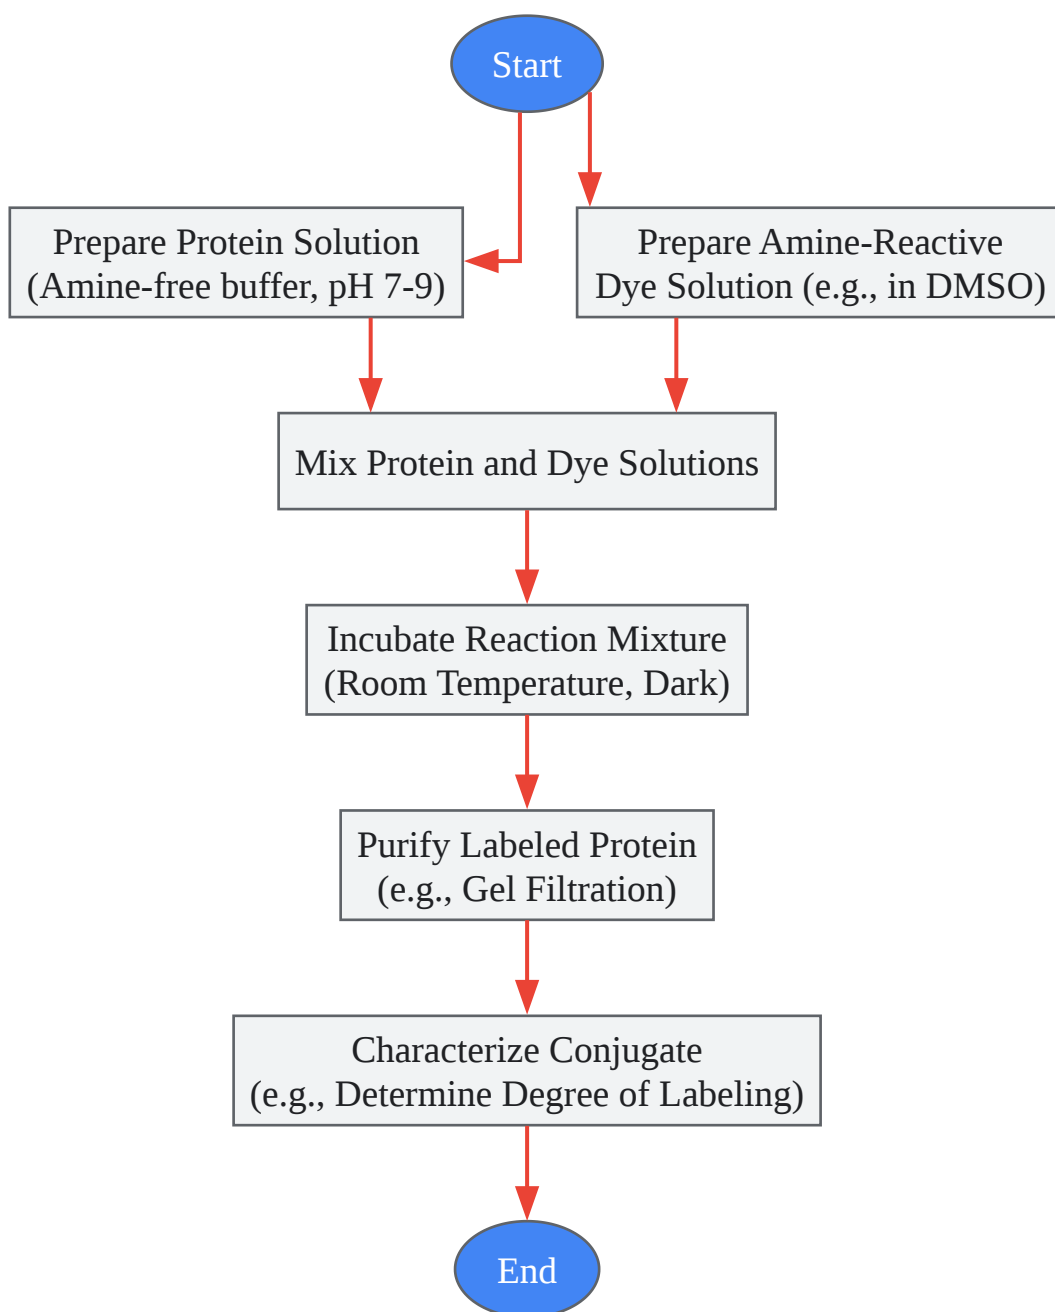 Start
Prepare Protein Solution
(Amine-free buffer, pH 7-9)
Prepare Amine-Reactive
Dye Solution (e.g., in DMSO)
Mix Protein and Dye Solutions
Incubate Reaction Mixture
(Room Temperature, Dark)
Purify Labeled Protein
(e.g., Gel Filtration)
Characterize Conjugate
(e.g., Determine Degree of Labeling)
End